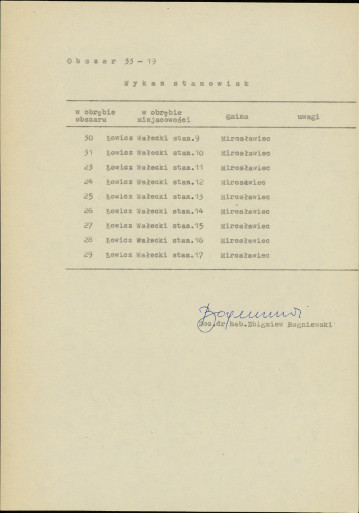 Obszar 33 - 19
Wykaz stanowisk
w obrębie obszaru w obrębie miejscowości gmina uwagi
30 Łowicz Wałecki stan.9 Mirosławiec
31 Łowicz Wałecki stan.10 Mirosławiec
23 Łowicz Wałecki stan.11 Mirosławiec
24 Łowicz Wałecki stan.12 Mirosławiec
25 Łowicz Wałecki stan.13 Mirosławiec
26 Łowicz Wałecki stan.14 Mirosławiec
27 Łowicz Wałecki stan.15 Mirosławiec
28 Łowicz Wałecki stan.16 Mirosławiec
29 Łowicz Wałecki stan.17 Mirosławiec
Doc.dr hab.Zbigniew Bagniewski